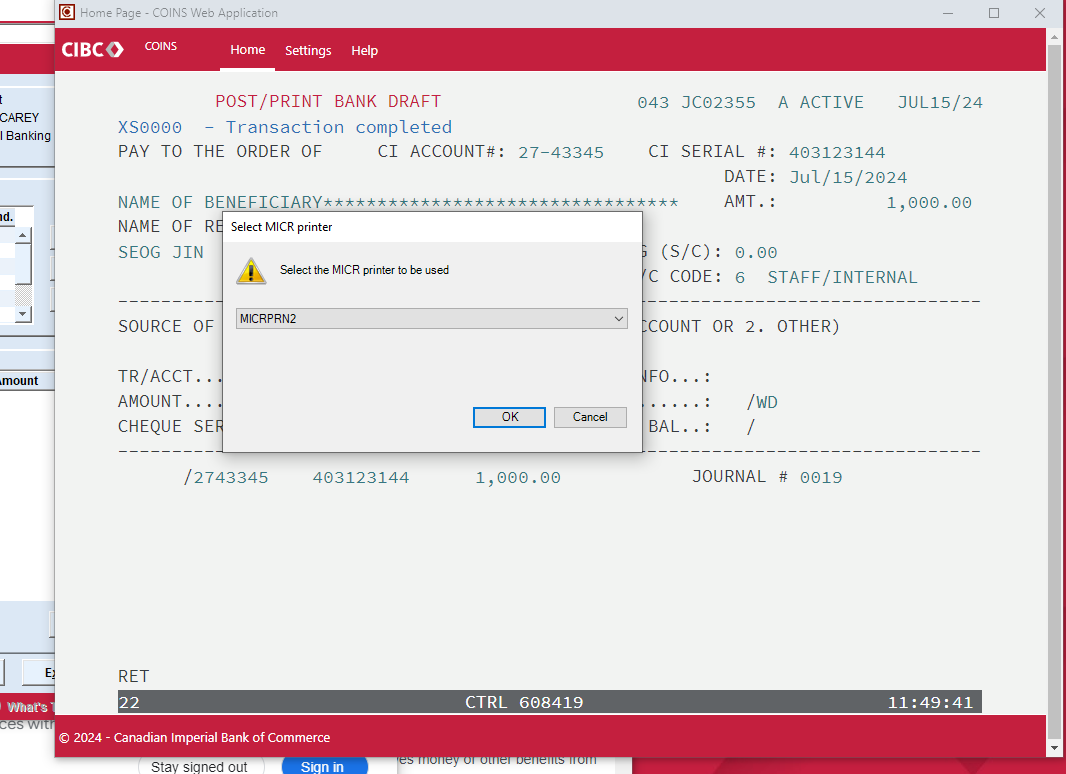 Home Page - COINS Web Application
CIBC COINS Home Settings Help
POST/PRINT BANK DRAFT 043 JC02355 A ACTIVE JUL15/24
XS0000 - Transaction completed
PAY TO THE ORDER OF CI ACCOUNT#: 27-43345 CI SERIAL #: 403123144
DATE: Jul/15/2024
NAME OF BENEFICIARY********************************* AMT.: 1,000.00
NAME OF RE
SEOG JIN (S/C): 0.00
/C CODE: 6 STAFF/INTERNAL
Select MICR printer
Select the MICR printer to be used
MICRPRN2
OK Cancel
SOURCE OF CCOUNT OR 2. OTHER)
TR/ACCT... NFO...:
AMOUNT.... ......: /WD
CHEQUE SER BAL..: /
/2743345 403123144 1,000.00 JOURNAL # 0019
RET
22 CTRL 608419 11:49:41
© 2024 - Canadian Imperial Bank of Commerce
t
CAREY
l Banking
nd.
Amount
Ex
What's T
ces with
Stay signed out Sign in es money or other benefits from